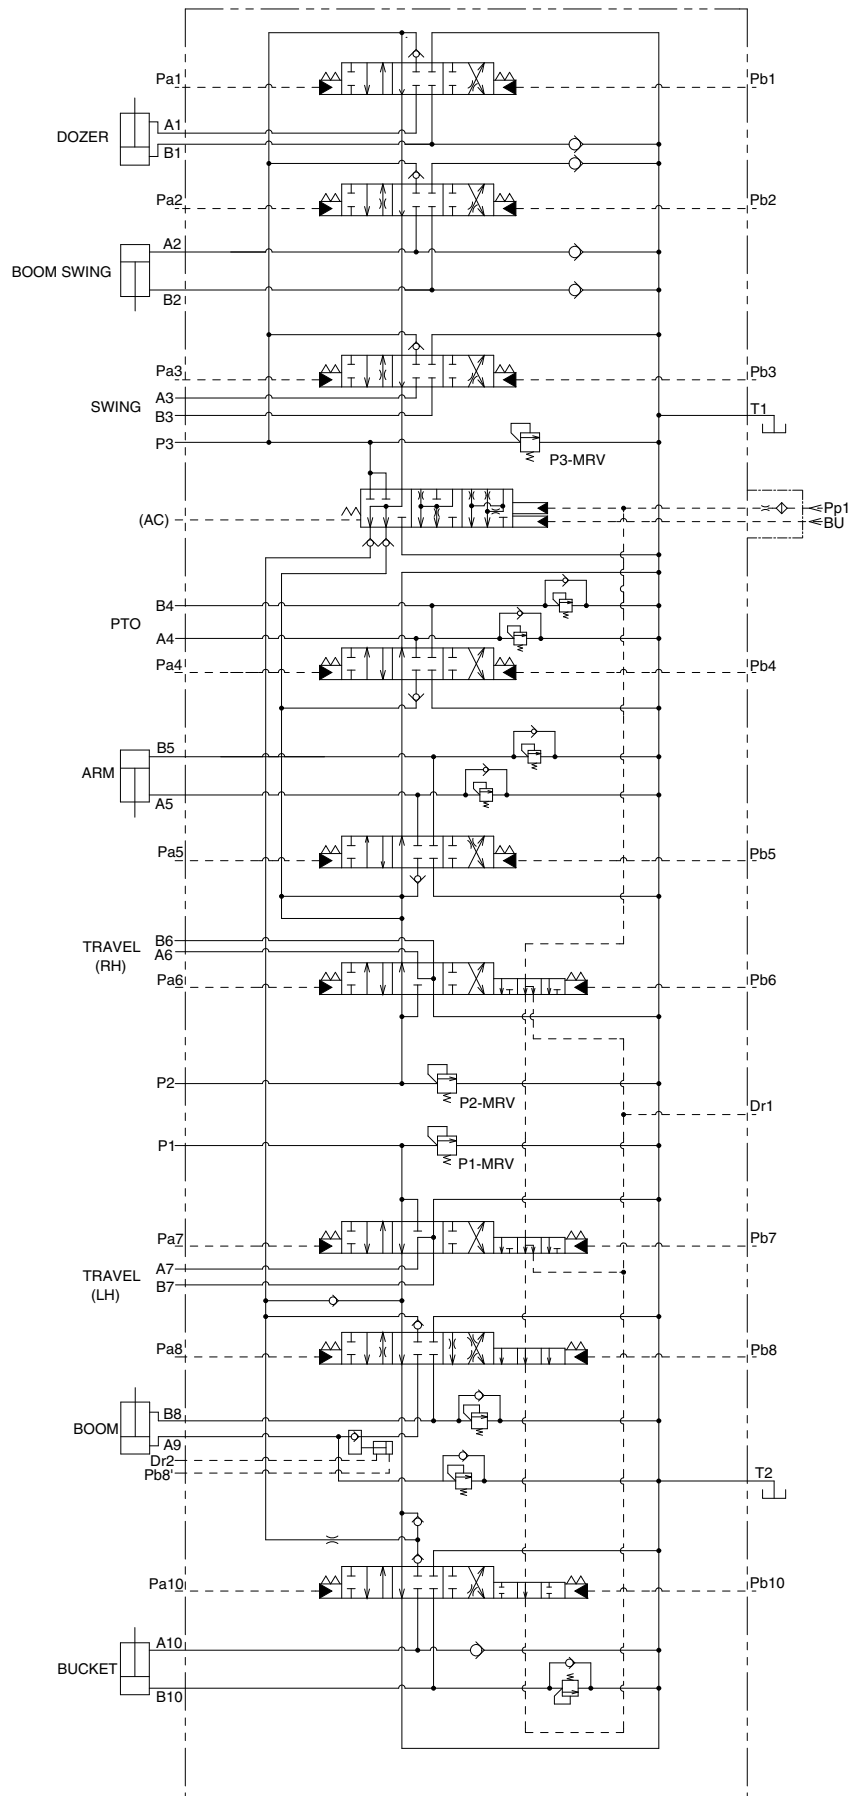 Pa1 Pb1
A1
DOZER
B1
Pa2 Pb2
A2
BOOM SWING
B2
Pa3 Pb3
A3
SWING
B3
T1
P3
P3-MRV
Pp1
(AC)
BU
B4
PTO
A4
Pa4 Pb4
B5
ARM
A5
Pa5 Pb5
B6
TRAVEL
(RH)
A6
Pa6 Pb6
P2
P2-MRV
Dr1
P1
P1-MRV
Pa7 Pb7
A7
TRAVEL
(LH)
B7
Pa8 Pb8
B8
BOOM
A9
Dr2
Pb8'
T2
Pa10 Pb10
A10
BUCKET
B10